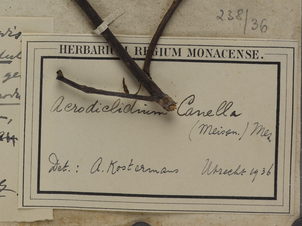 238/36
HERBARIUM REGIUM MONACENSE.
Acrodiclidium Canella
(Meisn.) Mez
Det.: A. Kostermans Utrecht 1936